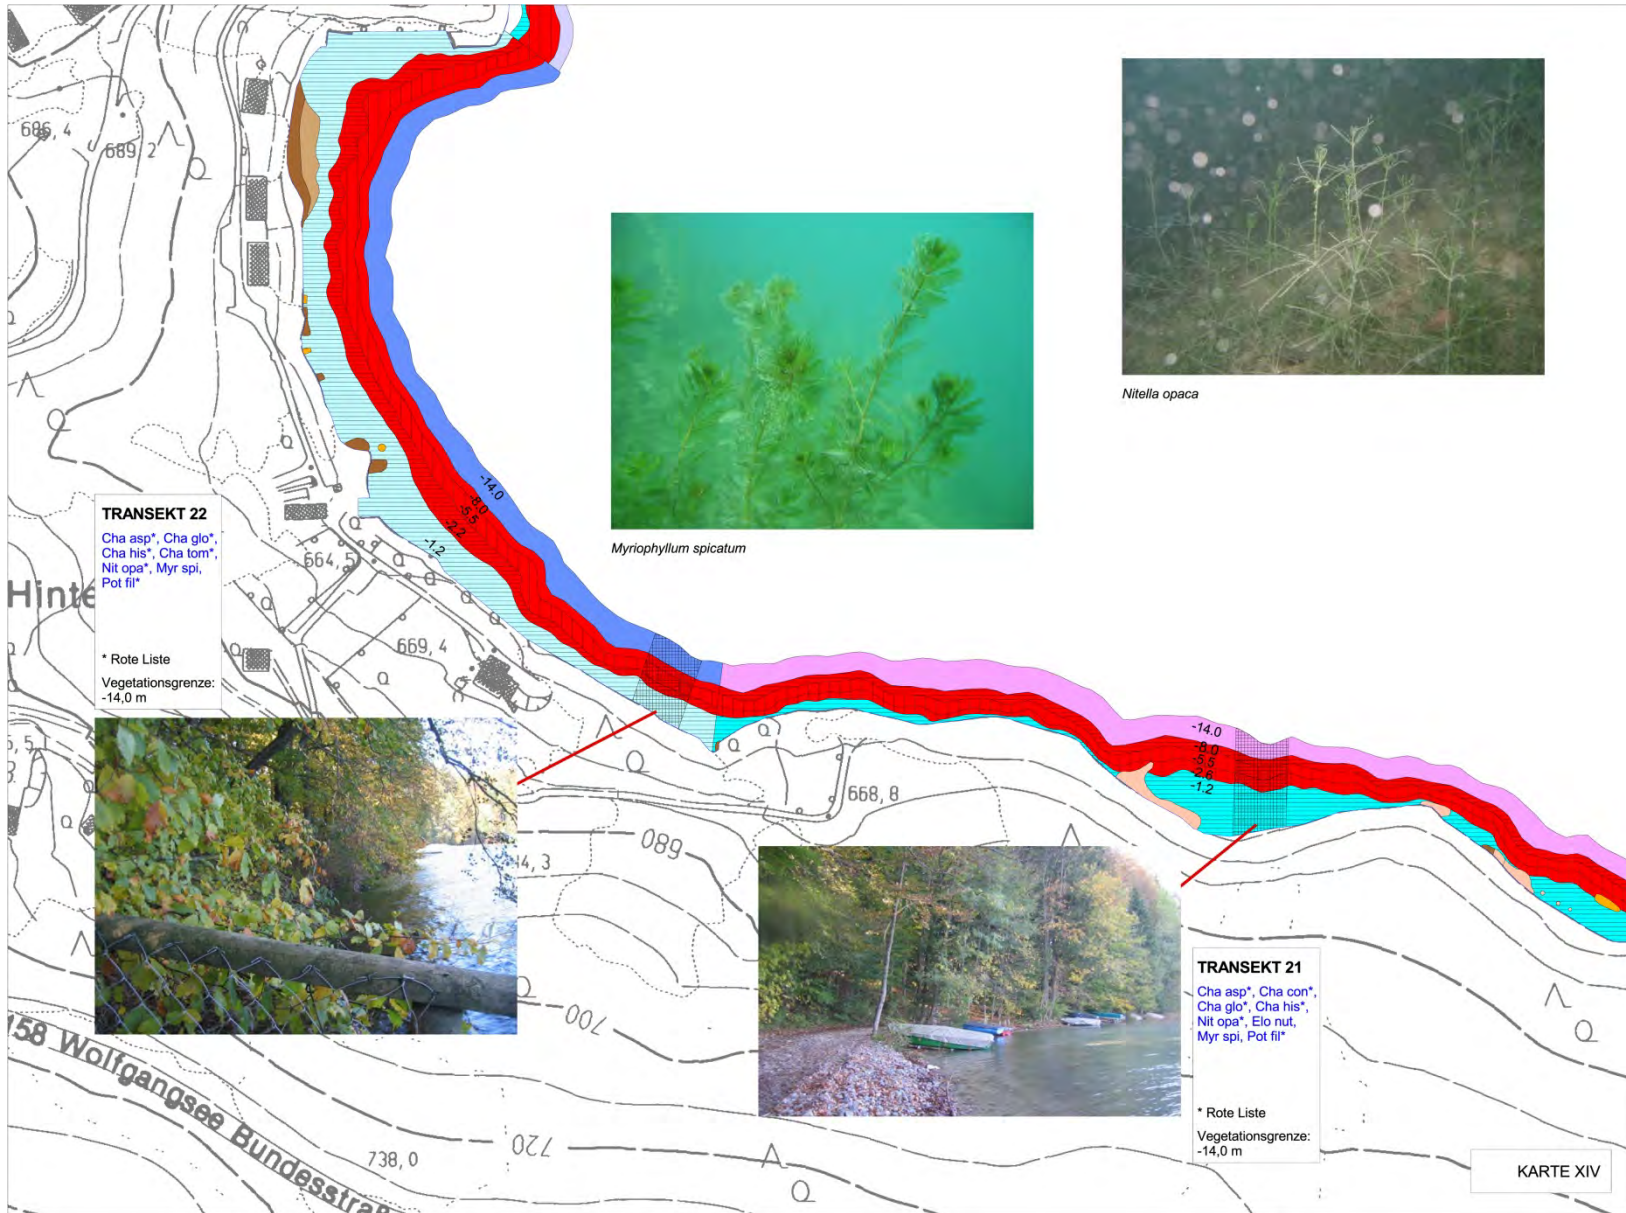 686,4
689,2
Nitella opaca
Myriophyllum spicatum
-14.0
-8.0
-5.5
-2.2
-1.2
TRANSEKT 22
Cha asp*, Cha glo*,
Cha his*, Cha tom*,
Nit opa*, Myr spi,
Pot fil*
* Rote Liste
Vegetationsgrenze:
-14,0 m
664,5
Hinte
669,4
-14.0
-8.0
-5.5
-2.6
-1.2
668,8
680
14,3
700
TRANSEKT 21
Cha asp*, Cha con*,
Cha glo*, Cha his*,
Nit opa*, Elo nut,
Myr spi, Pot fil*
* Rote Liste
Vegetationsgrenze:
-14,0 m
158 Wolfgangsee Bundesstraß
720
738,0
KARTE XIV